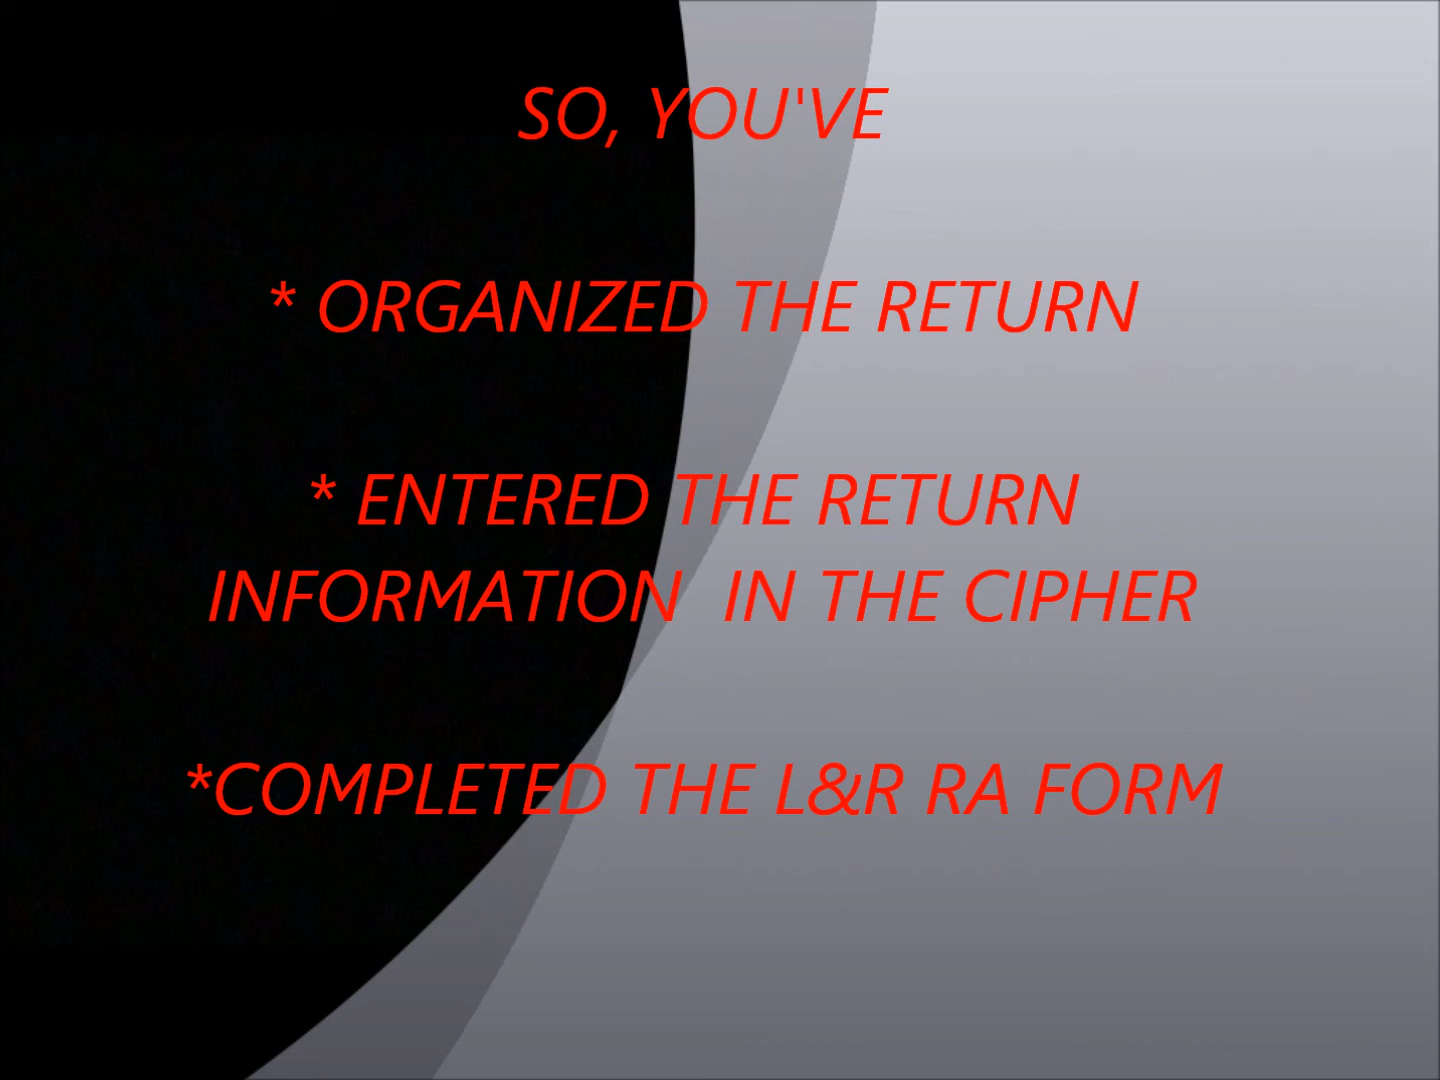 SO, YOU'VE
* ORGANIZED THE RETURN
* ENTERED THE RETURN
INFORMATION  IN THE CIPHER
*COMPLETED THE L&R RA FORM